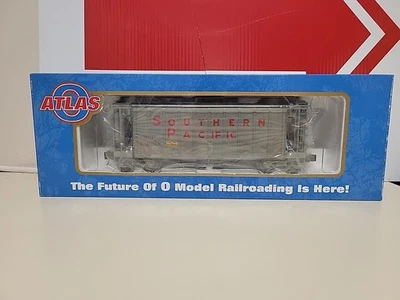 ATLAS
O
SOUTHERN
PACIFIC
The Future Of O Model Railroading Is Here!